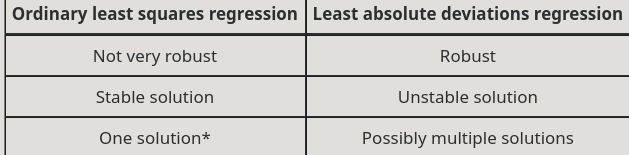 Ordinary least squares regression Least absolute deviations regression
Not very robust Robust
Stable solution Unstable solution
One solution* Possibly multiple solutions